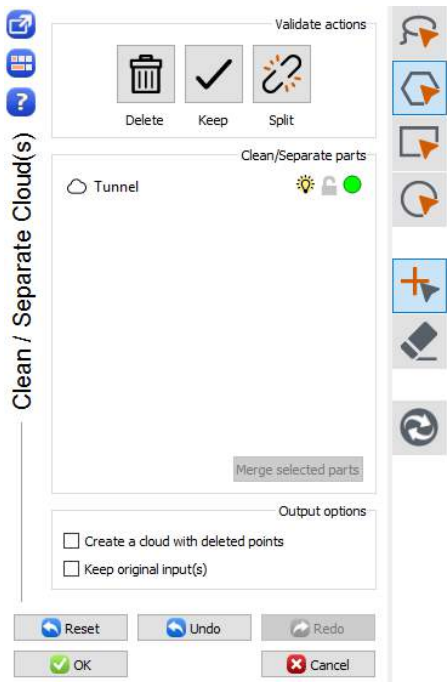 Validate actions
Delete Keep Split
Clean / Separate Cloud(s)
Clean/Separate parts
Tunnel
Merge selected parts
Output options
Create a cloud with deleted points
Keep original input(s)
Reset Undo Redo
OK Cancel
?